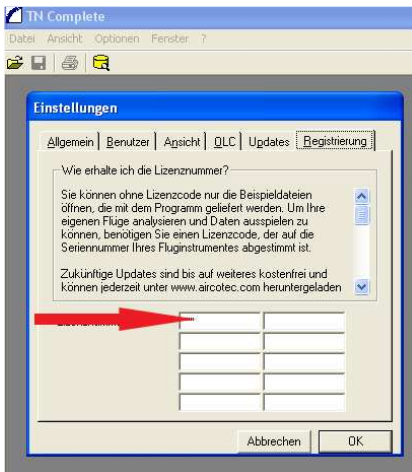 TN Complete
Datei Ansicht Optionen Fenster ?
Einstellungen
Allgemein Benutzer Ansicht OLC Updates Registrierung
Wie erhalte ich die Lizenznummer?
Sie können ohne Lizenzcode nur die Beispieldateien
öffnen, die mit dem Programm geliefert werden. Um Ihre
eigenen Flüge analysieren und Daten ausspielen zu
können, benötigen Sie einen Lizenzcode, der auf die
Seriennummer Ihres Fluginstrumentes abgestimmt ist.
Zukünftige Updates sind bis auf weiteres kostenfrei und
können jederzeit unter www.aircotec.com heruntergeladen
Abbrechen OK